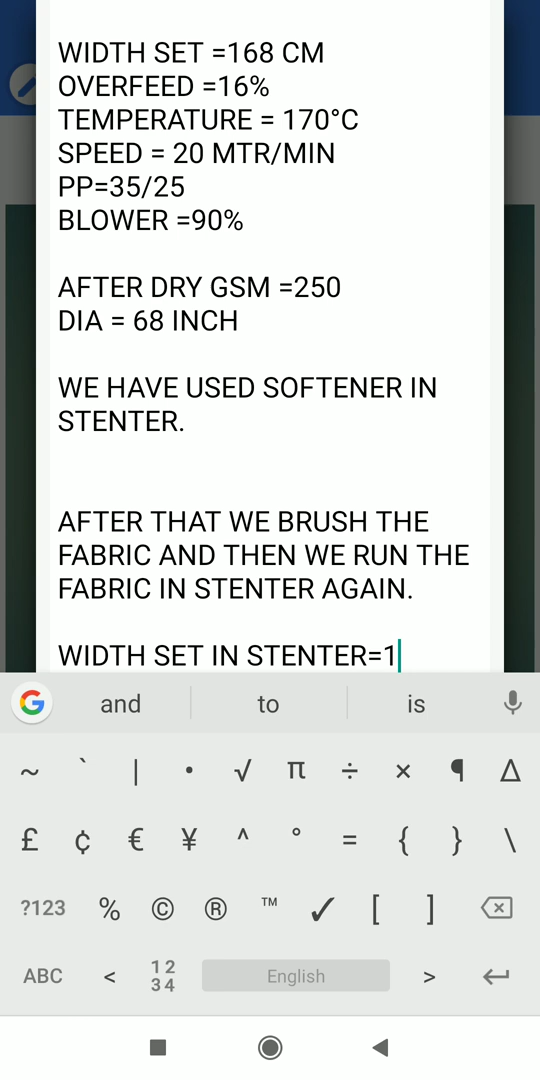 WIDTH SET =168 CM
OVERFEED =16%
TEMPERATURE = 170°C
SPEED = 20 MTR/MIN
PP=35/25
BLOWER =90%
AFTER DRY GSM =250
DIA = 68 INCH
WE HAVE USED SOFTENER IN
STENTER.
AFTER THAT WE BRUSH THE
FABRIC AND THEN WE RUN THE
FABRIC IN STENTER AGAIN.
WIDTH SET IN STENTER=1
G and to is
~ ` | • √ π ÷ × ¶ Δ
£ ¢ € ¥ ^ ° = { } \
?123 % © ® ™ ✓ [ ]
ABC < 12 English >
34